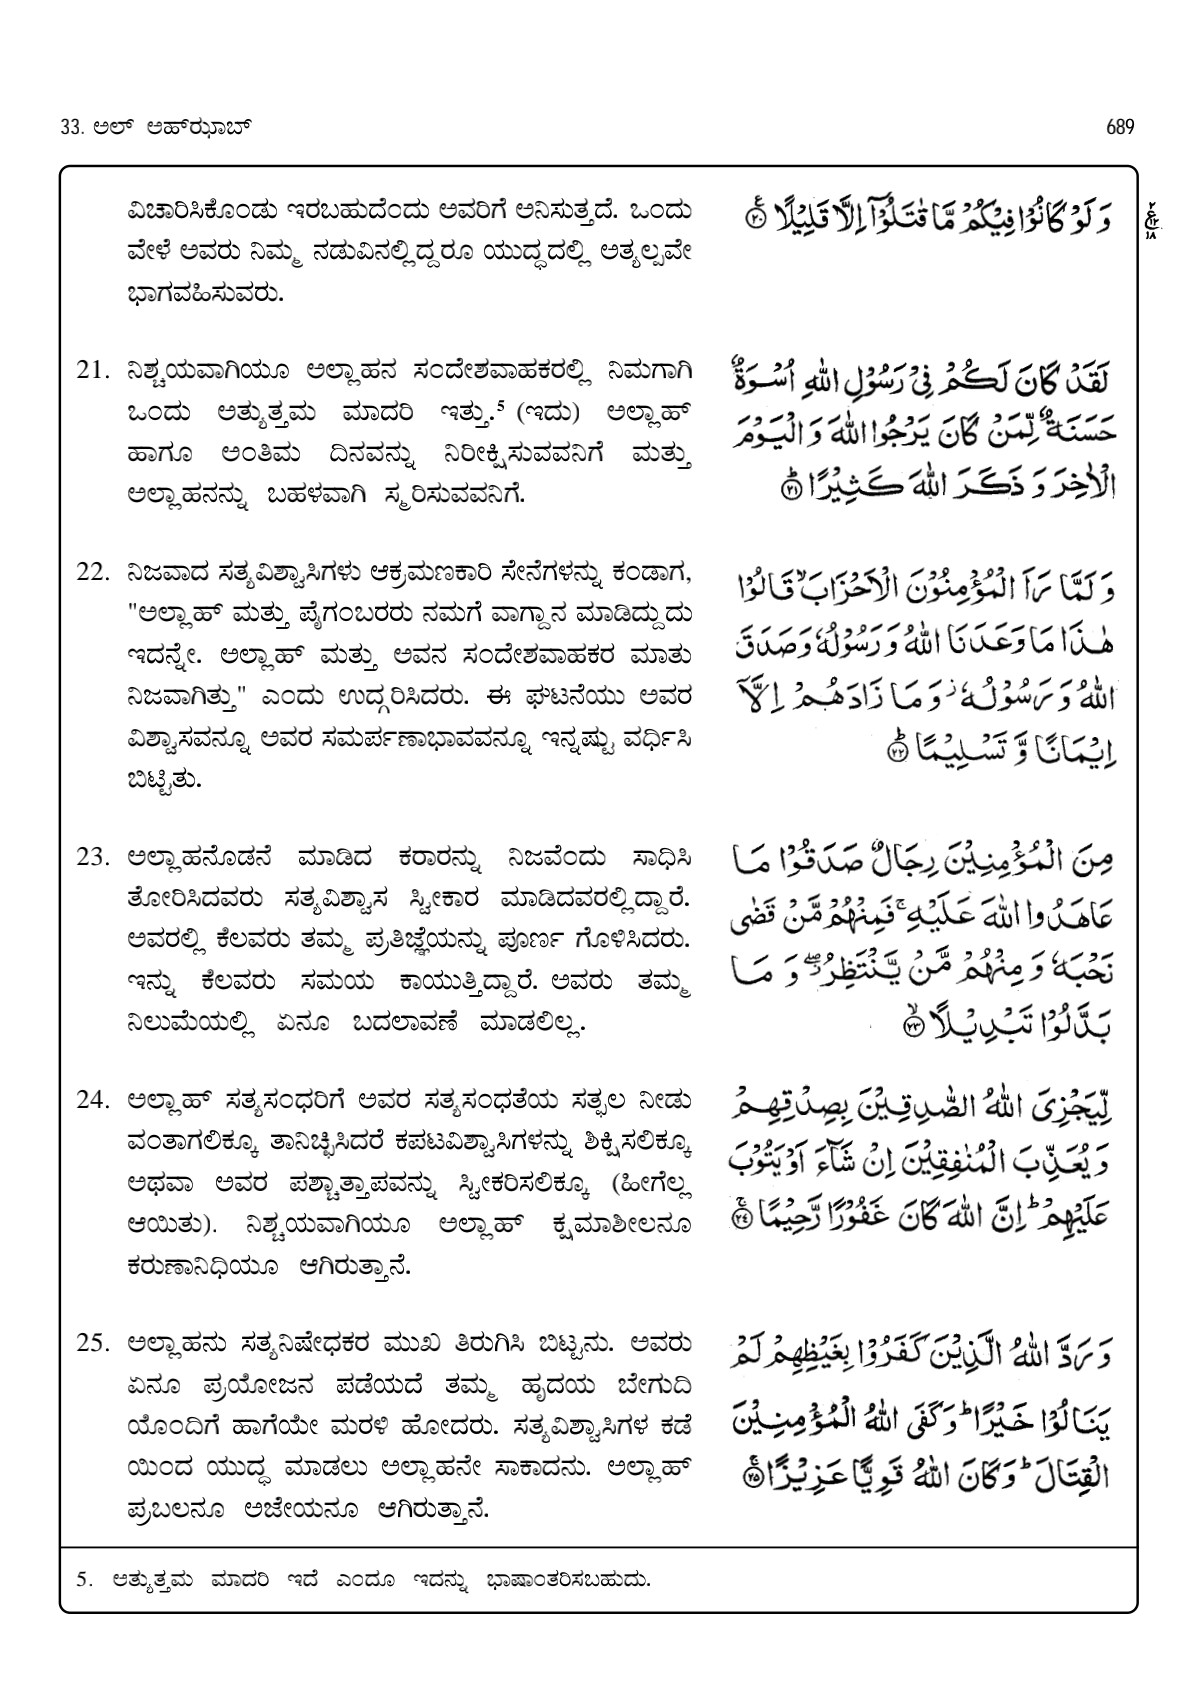 33. ಅಲ್ ಅಹ್‌ಝಾಬ್
689
ವಿಚಾರಿಸಿಕೊಂಡು ಇರಬಹುದೆಂದು ಅವರಿಗೆ ಅನಿಸುತ್ತದೆ. ಒಂದು
ವೇಳೆ ಅವರು ನಿಮ್ಮ ನಡುವಿನಲ್ಲಿದ್ದರೂ ಯುದ್ಧದಲ್ಲಿ ಅತ್ಯಲ್ಪವೇ
ಭಾಗವಹಿಸುವರು.
وَلَوْ كَانُوْا فِيْكُمْ مَّا قٰتَلُوْٓا اِلَّا قَلِيْلًا ﴿٢٠﴾
21. ನಿಶ್ಚಯವಾಗಿಯೂ ಅಲ್ಲಾಹನ ಸಂದೇಶವಾಹಕರಲ್ಲಿ ನಿಮಗಾಗಿ
ಒಂದು ಅತ್ಯುತ್ತಮ ಮಾದರಿ ಇತ್ತು.⁵ (ಇದು) ಅಲ್ಲಾಹ್
ಹಾಗೂ ಅಂತಿಮ ದಿನವನ್ನು ನಿರೀಕ್ಷಿಸುವವನಿಗೆ ಮತ್ತು
ಅಲ್ಲಾಹನನ್ನು ಬಹಳವಾಗಿ ಸ್ಮರಿಸುವವನಿಗೆ.
لَقَدْ كَانَ لَكُمْ فِيْ رَسُوْلِ اللّٰهِ اُسْوَةٌ
حَسَنَةٌ لِّمَنْ كَانَ يَرْجُوا اللّٰهَ وَالْيَوْمَ
الْاٰخِرَ وَذَكَرَ اللّٰهَ كَثِيْرًا ﴿٢١﴾
22. ನಿಜವಾದ ಸತ್ಯವಿಶ್ವಾಸಿಗಳು ಆಕ್ರಮಣಕಾರಿ ಸೇನೆಗಳನ್ನು ಕಂಡಾಗ,
"ಅಲ್ಲಾಹ್ ಮತ್ತು ಪೈಗಂಬರರು ನಮಗೆ ವಾಗ್ದಾನ ಮಾಡಿದ್ದುದು
ಇದನ್ನೇ. ಅಲ್ಲಾಹ್ ಮತ್ತು ಅವನ ಸಂದೇಶವಾಹಕರ ಮಾತು
ನಿಜವಾಗಿತ್ತು" ಎಂದು ಉದ್ಗರಿಸಿದರು. ಈ ಘಟನೆಯು ಅವರ
ವಿಶ್ವಾಸವನ್ನೂ ಅವರ ಸಮರ್ಪಣಾಭಾವವನ್ನೂ ಇನ್ನಷ್ಟು ವರ್ಧಿಸಿ
ಬಿಟ್ಟಿತು.
وَلَمَّا رَاَ الْمُؤْمِنُوْنَ الْاَحْزَابَ ۙ قَالُوْا
هٰذَا مَا وَعَدَنَا اللّٰهُ وَرَسُوْلُهٗ وَصَدَقَ
اللّٰهُ وَرَسُوْلُهٗ ۡ وَمَا زَادَهُمْ اِلَّآ
اِيْمَانًا وَّتَسْلِيْمًا ﴿٢٢﴾
23. ಅಲ್ಲಾಹನೊಡನೆ ಮಾಡಿದ ಕರಾರನ್ನು ನಿಜವೆಂದು ಸಾಧಿಸಿ
ತೋರಿಸಿದವರು ಸತ್ಯವಿಶ್ವಾಸ ಸ್ವೀಕಾರ ಮಾಡಿದವರಲ್ಲಿದ್ದಾರೆ.
ಅವರಲ್ಲಿ ಕೆಲವರು ತಮ್ಮ ಪ್ರತಿಜ್ಞೆಯನ್ನು ಪೂರ್ಣ ಗೊಳಿಸಿದರು.
ಇನ್ನು ಕೆಲವರು ಸಮಯ ಕಾಯುತ್ತಿದ್ದಾರೆ. ಅವರು ತಮ್ಮ
ನಿಲುಮೆಯಲ್ಲಿ ಏನೂ ಬದಲಾವಣೆ ಮಾಡಲಿಲ್ಲ.
مِنَ الْمُؤْمِنِيْنَ رِجَالٌ صَدَقُوْا مَا
عَاهَدُوا اللّٰهَ عَلَيْهِ ۚ فَمِنْهُمْ مَّنْ قَضٰى
نَحْبَهٗ وَمِنْهُمْ مَّنْ يَّنْتَظِرُ ۖ وَمَا
بَدَّلُوْا تَبْدِيْلًا ﴿٢٣﴾
24. ಅಲ್ಲಾಹ್ ಸತ್ಯಸಂಧರಿಗೆ ಅವರ ಸತ್ಯಸಂಧತೆಯ ಸತ್ಫಲ ನೀಡು
ವಂತಾಗಲಿಕ್ಕೂ ತಾನಿಚ್ಛಿಸಿದರೆ ಕಪಟವಿಶ್ವಾಸಿಗಳನ್ನು ಶಿಕ್ಷಿಸಲಿಕ್ಕೂ
ಅಥವಾ ಅವರ ಪಶ್ಚಾತ್ತಾಪವನ್ನು ಸ್ವೀಕರಿಸಲಿಕ್ಕೂ (ಹೀಗೆಲ್ಲ
ಆಯಿತು). ನಿಶ್ಚಯವಾಗಿಯೂ ಅಲ್ಲಾಹ್ ಕ್ಷಮಾಶೀಲನೂ
ಕರುಣಾನಿಧಿಯೂ ಆಗಿರುತ್ತಾನೆ.
لِّيَجْزِىَ اللّٰهُ الصّٰدِقِيْنَ بِصِدْقِهِمْ
وَيُعَذِّبَ الْمُنٰفِقِيْنَ اِنْ شَآءَ اَوْ يَتُوْبَ
عَلَيْهِمْ ؕ اِنَّ اللّٰهَ كَانَ غَفُوْرًا رَّحِيْمًا ﴿٢٤﴾
25. ಅಲ್ಲಾಹನು ಸತ್ಯನಿಷೇಧಕರ ಮುಖ ತಿರುಗಿಸಿ ಬಿಟ್ಟನು. ಅವರು
ಏನೂ ಪ್ರಯೋಜನ ಪಡೆಯದೆ ತಮ್ಮ ಹೃದಯ ಬೇಗುದಿ
ಯೊಂದಿಗೆ ಹಾಗೆಯೇ ಮರಳಿ ಹೋದರು. ಸತ್ಯವಿಶ್ವಾಸಿಗಳ ಕಡೆ
ಯಿಂದ ಯುದ್ಧ ಮಾಡಲು ಅಲ್ಲಾಹನೇ ಸಾಕಾದನು. ಅಲ್ಲಾಹ್
ಪ್ರಬಲನೂ ಅಜೇಯನೂ ಆಗಿರುತ್ತಾನೆ.
وَرَدَّ اللّٰهُ الَّذِيْنَ كَفَرُوْا بِغَيْظِهِمْ لَمْ
يَنَالُوْا خَيْرًا ؕ وَكَفَى اللّٰهُ الْمُؤْمِنِيْنَ
الْقِتَالَ ؕ وَكَانَ اللّٰهُ قَوِيًّا عَزِيْزًا ﴿٢٥﴾
5. ಅತ್ಯುತ್ತಮ ಮಾದರಿ ಇದೆ ಎಂದೂ ಇದನ್ನು ಭಾಷಾಂತರಿಸಬಹುದು.